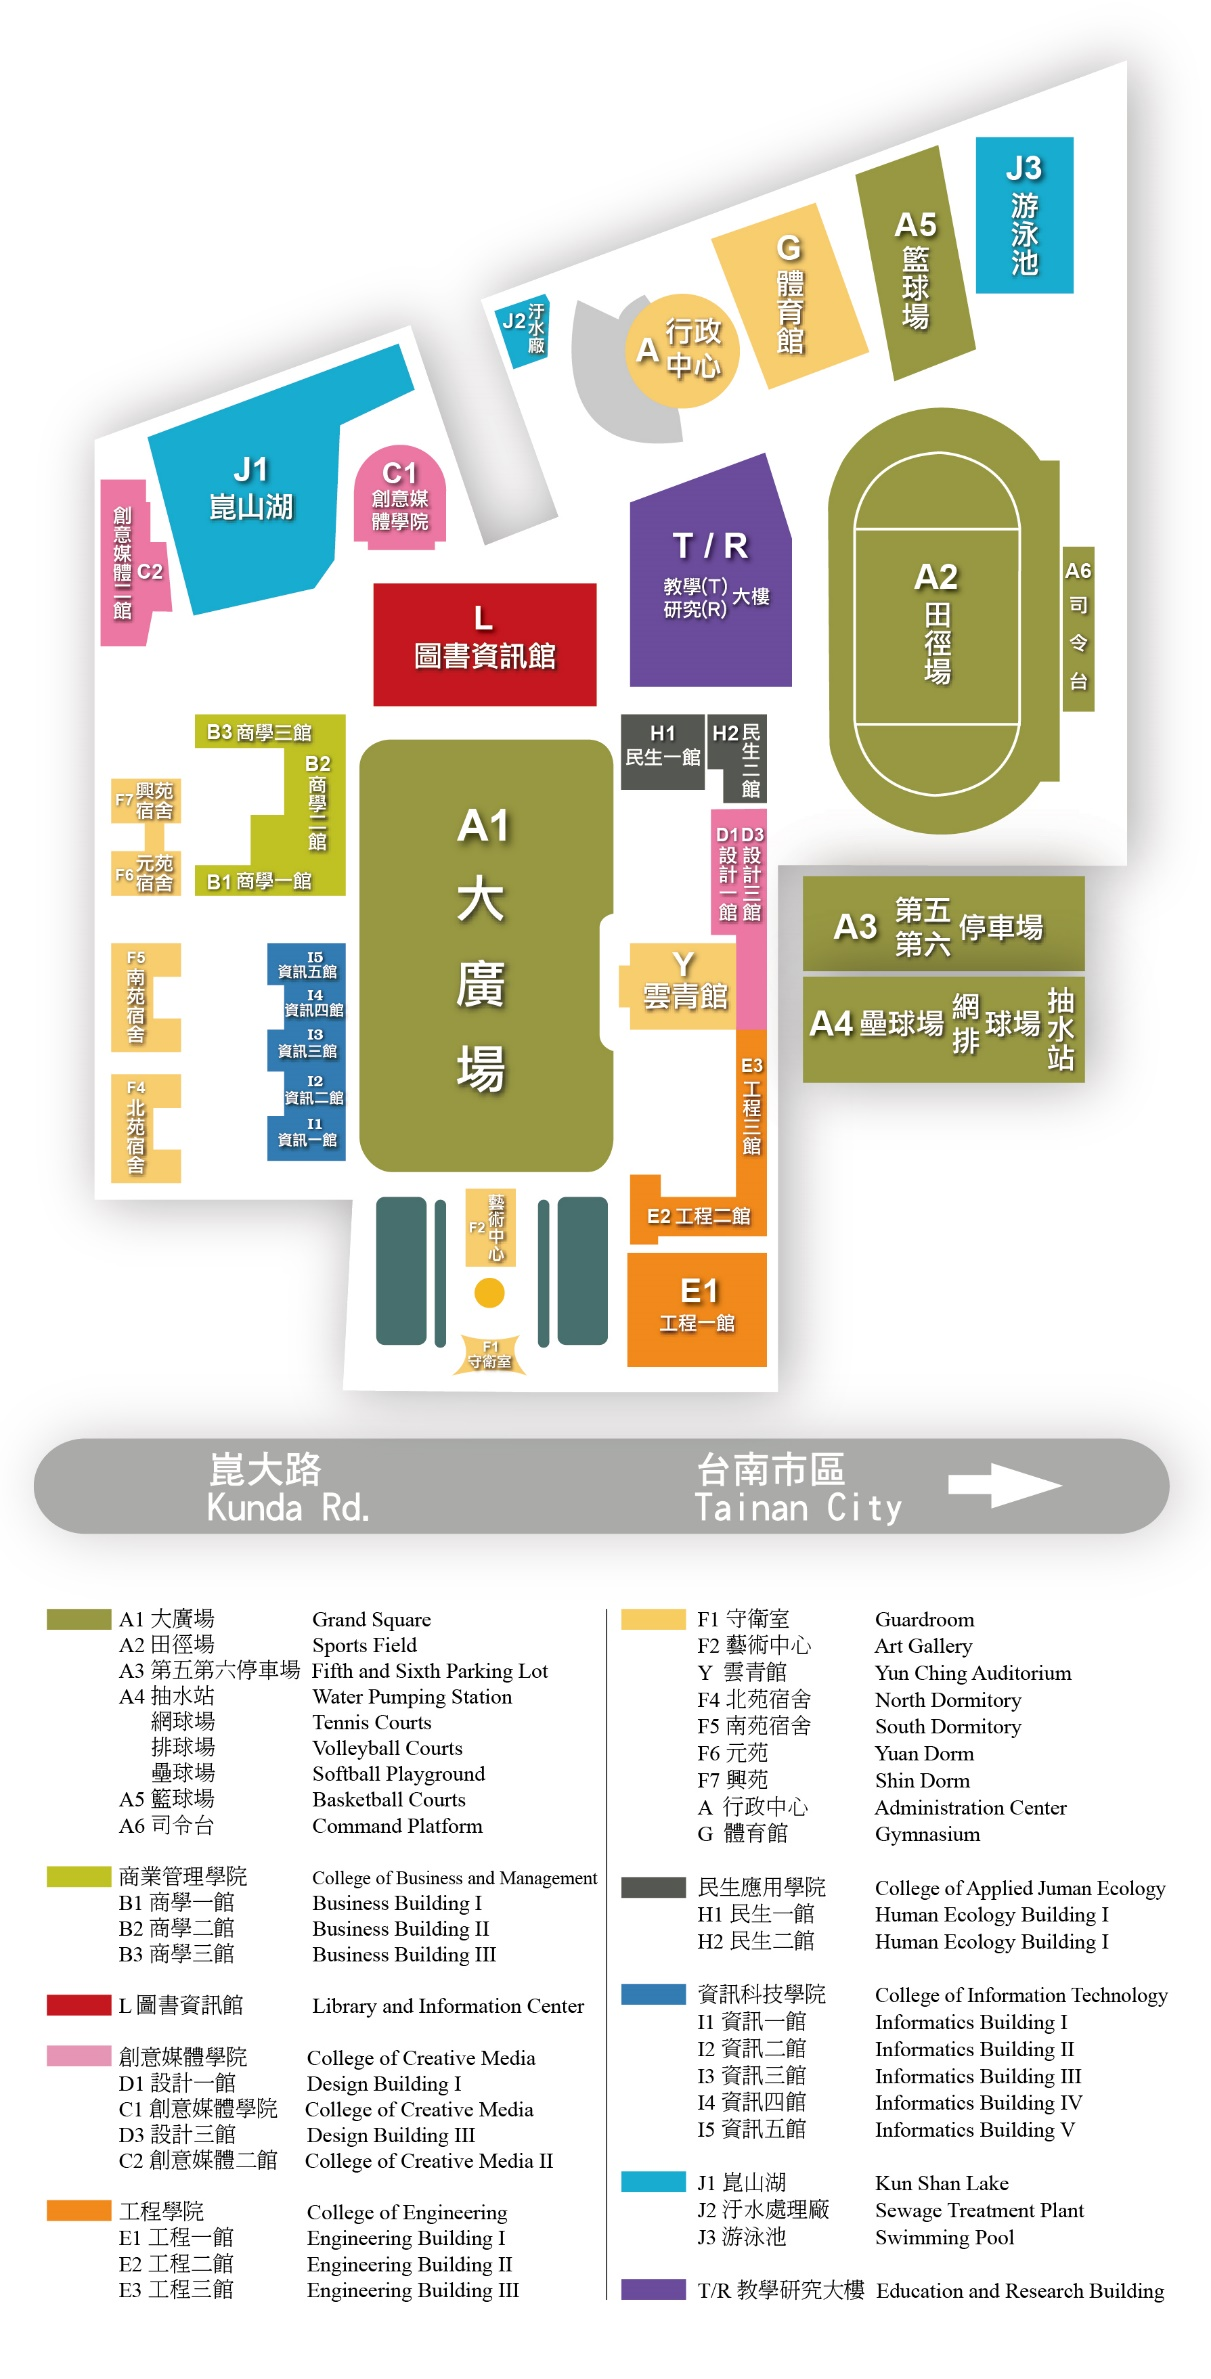 J3
游泳池
A5
籃球場
G
體育館
J2
汙水廠
A
行政
中心
J1
崑山湖
C1
創意媒
體學院
創意媒體二館
C2
T / R
教學(T)
研究(R)
大樓
A2
田徑場
A6
司令台
L
圖書資訊館
B3 商學三館
B2
商學二館
B1 商學一館
H1
民生一館
H2
民生二館
F7
興苑
宿舍
F6
元苑
宿舍
A1
大廣場
D1
設計一館
D3
設計三館
A3
第五
第六
停車場
F5
南苑宿舍
I5
資訊五館
I4
資訊四館
I3
資訊三館
I2
資訊二館
I1
資訊一館
Y
雲青館
A4
壘球場
網
排
球場
抽水站
F4
北苑宿舍
E3
工程三館
F2
藝術中心
E2 工程二館
E1
工程一館
F1
守衛室
崑大路
Kunda Rd.
台南市區
Tainan City
A1 大廣場 Grand Square
A2 田徑場 Sports Field
A3 第五第六停車場 Fifth and Sixth Parking Lot
A4 抽水站 Water Pumping Station
網球場 Tennis Courts
排球場 Volleyball Courts
壘球場 Softball Playground
A5 籃球場 Basketball Courts
A6 司令台 Command Platform
商業管理學院 College of Business and Management
B1 商學一館 Business Building I
B2 商學二館 Business Building II
B3 商學三館 Business Building III
L 圖書資訊館 Library and Information Center
創意媒體學院 College of Creative Media
D1 設計一館 Design Building I
C1 創意媒體學院 College of Creative Media
D3 設計三館 Design Building III
C2 創意媒體二館 College of Creative Media II
工程學院 College of Engineering
E1 工程一館 Engineering Building I
E2 工程二館 Engineering Building II
E3 工程三館 Engineering Building III
F1 守衛室 Guardroom
F2 藝術中心 Art Gallery
Y 雲青館 Yun Ching Auditorium
F4 北苑宿舍 North Dormitory
F5 南苑宿舍 South Dormitory
F6 元苑 Yuan Dorm
F7 興苑 Shin Dorm
A 行政中心 Administration Center
G 體育館 Gymnasium
民生應用學院 College of Applied Juman Ecology
H1 民生一館 Human Ecology Building I
H2 民生二館 Human Ecology Building I
資訊科技學院 College of Information Technology
I1 資訊一館 Informatics Building I
I2 資訊二館 Informatics Building II
I3 資訊三館 Informatics Building III
I4 資訊四館 Informatics Building IV
I5 資訊五館 Informatics Building V
J1 崑山湖 Kun Shan Lake
J2 汙水處理廠 Sewage Treatment Plant
J3 游泳池 Swimming Pool
T/R 教學研究大樓 Education and Research Building